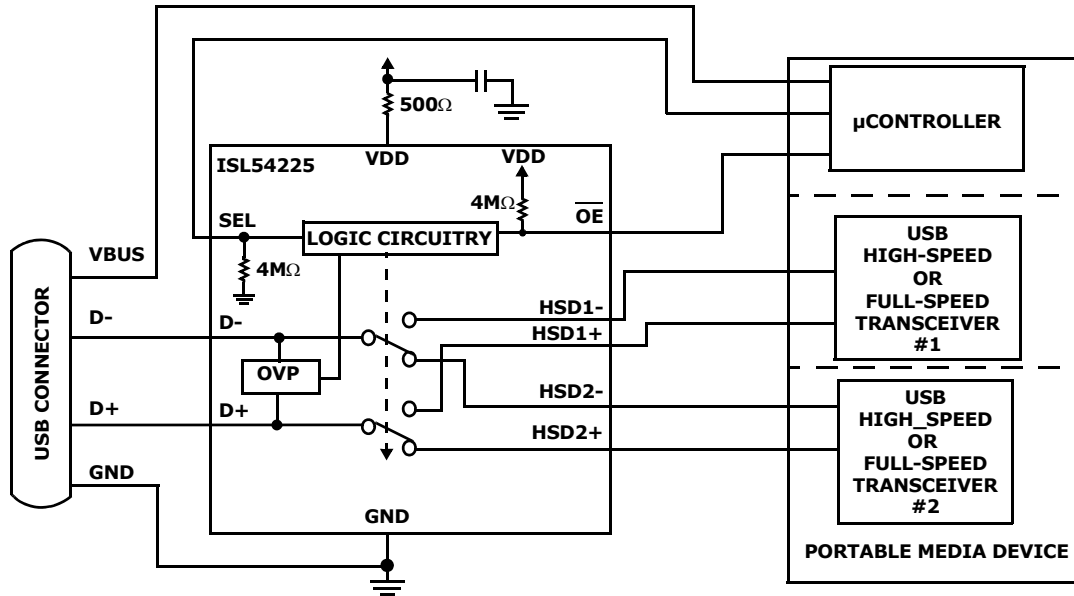 500Ω
µCONTROLLER
ISL54225
VDD
VDD
4MΩ
OE
SEL
LOGIC CIRCUITRY
4MΩ
USB CONNECTOR
VBUS
D-
D-
OVP
D+
D+
GND
GND
HSD1-
HSD1+
HSD2-
HSD2+
USB
HIGH-SPEED
OR
FULL-SPEED
TRANSCEIVER
#1
USB
HIGH_SPEED
OR
FULL-SPEED
TRANSCEIVER
#2
PORTABLE MEDIA DEVICE